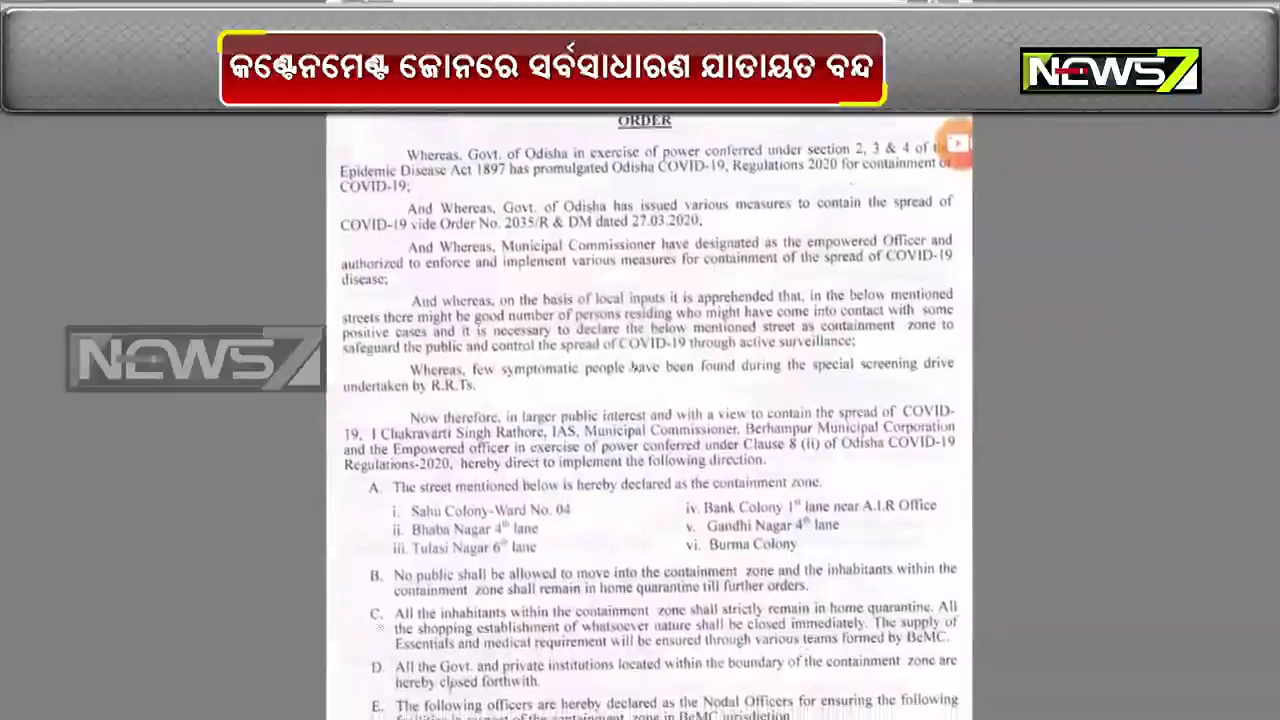 କଣ୍ଟେନମେଣ୍ଟ ଜୋନରେ ସର୍ବସାଧାରଣ ଯାତାୟତ ବନ୍ଦ
NEWS7
ORDER
Whereas, Govt. of Odisha in exercise of power conferred under section 2, 3 & 4 of
Epidemic Disease Act 1897 has promulgated Odisha COVID-19, Regulations 2020 for containment of
COVID-19;
And Whereas, Govt. of Odisha has issued various measures to contain the spread of
COVID-19 vide Order No. 2035/R & DM dated 27.03.2020.
And Whereas, Municipal Commissioner have designated as the empowered Officer and
authorized to enforce and implement various measures for containment of the spread of COVID-19
disease;
And whereas, on the basis of local inputs it is apprehended that, in the below mentioned
streets there might be good number of persons residing who might have come into contact with some
positive cases and it is necessary to declare the below mentioned street as containment zone to
safeguard the public and control the spread of COVID-19 through active surveillance;
NEWS7
Whereas, few symptomatic people have been found during the special screening drive
undertaken by R.R.Ts.
Now therefore, in larger public interest and with a view to contain the spread of COVID-
19, I Chakravarti Singh Rathore, IAS, Municipal Commissioner, Berhampur Municipal Corporation
and the Empowered officer in exercise of power conferred under Clause 8 (ii) of Odisha COVID-19
Regulations-2020, hereby direct to implement the following direction.
A. The street mentioned below is hereby declared as the containment zone.
i. Sahu Colony-Ward No. 04
ii. Bhaba Nagar 4th lane
iii. Tulasi Nagar 6th lane
iv. Bank Colony 1st lane near A.I.R Office
v. Gandhi Nagar 4th lane
vi. Burma Colony
B. No public shall be allowed to move into the containment zone and the inhabitants within the
containment zone shall remain in home quarantine till further orders.
C. All the inhabitants within the containment zone shall strictly remain in home quarantine. All
the shopping establishment of whatsoever nature shall be closed immediately. The supply of
Essentials and medical requirement will be ensured through various teams formed by BeMC.
D. All the Govt. and private institutions located within the boundary of the containment zone are
hereby closed forthwith.
E. The following officers are hereby declared as the Nodal Officers for ensuring the following
facilities in respect of the containment zone in BeMC jurisdiction